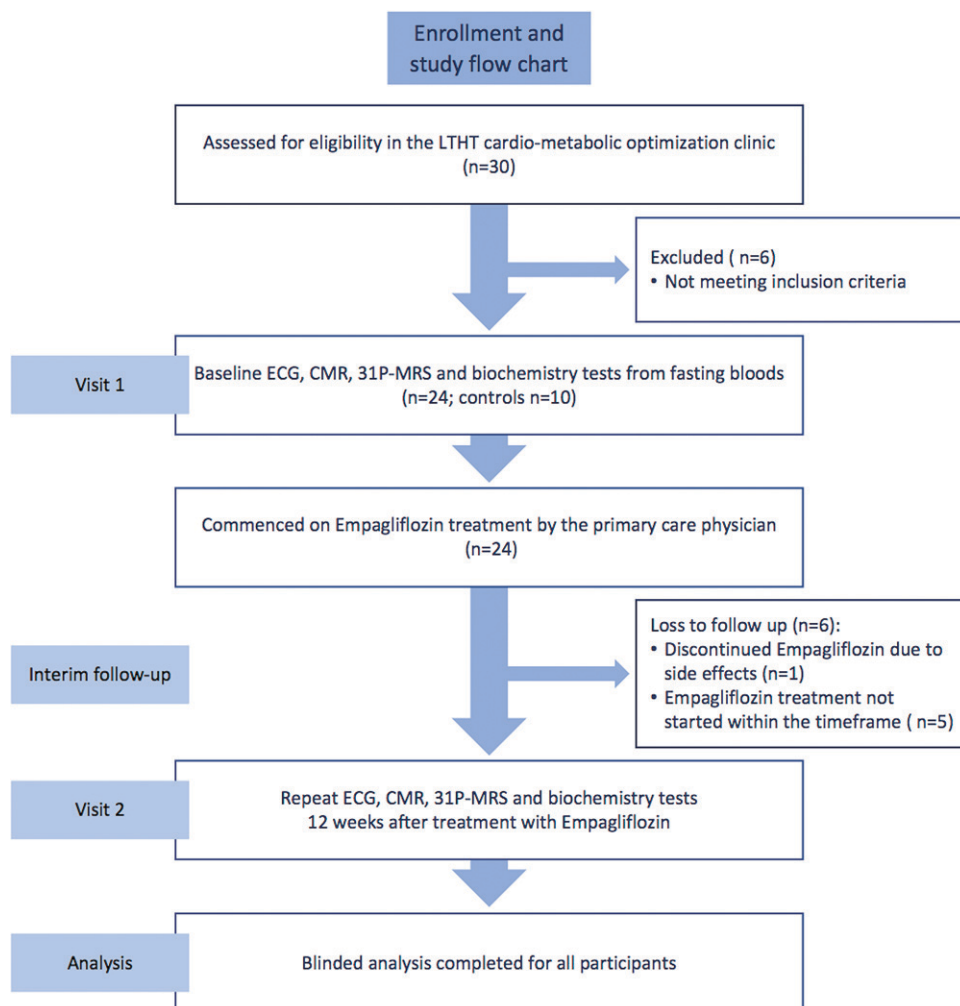 Enrollment and
study flow chart
Assessed for eligibility in the LTHT cardio-metabolic optimization clinic
(n=30)
Excluded ( n=6)
• Not meeting inclusion criteria
Visit 1
Baseline ECG, CMR, 31P-MRS and biochemistry tests from fasting bloods
(n=24; controls n=10)
Commenced on Empagliflozin treatment by the primary care physician
(n=24)
Loss to follow up (n=6):
• Discontinued Empagliflozin due to
side effects (n=1)
• Empagliflozin treatment not
started within the timeframe ( n=5)
Interim follow-up
Visit 2
Repeat ECG, CMR, 31P-MRS and biochemistry tests
12 weeks after treatment with Empagliflozin
Analysis
Blinded analysis completed for all participants